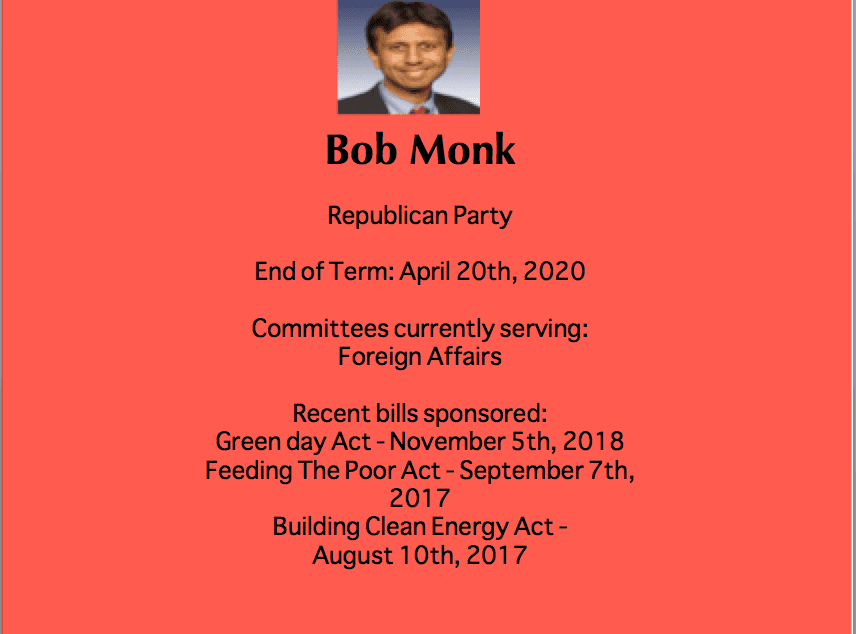 Bob Monk
Republican Party
End of Term: April 20th, 2020
Committees currently serving:
Foreign Affairs
Recent bills sponsored:
Green day Act - November 5th, 2018
Feeding The Poor Act - September 7th,
2017
Building Clean Energy Act -
August 10th, 2017